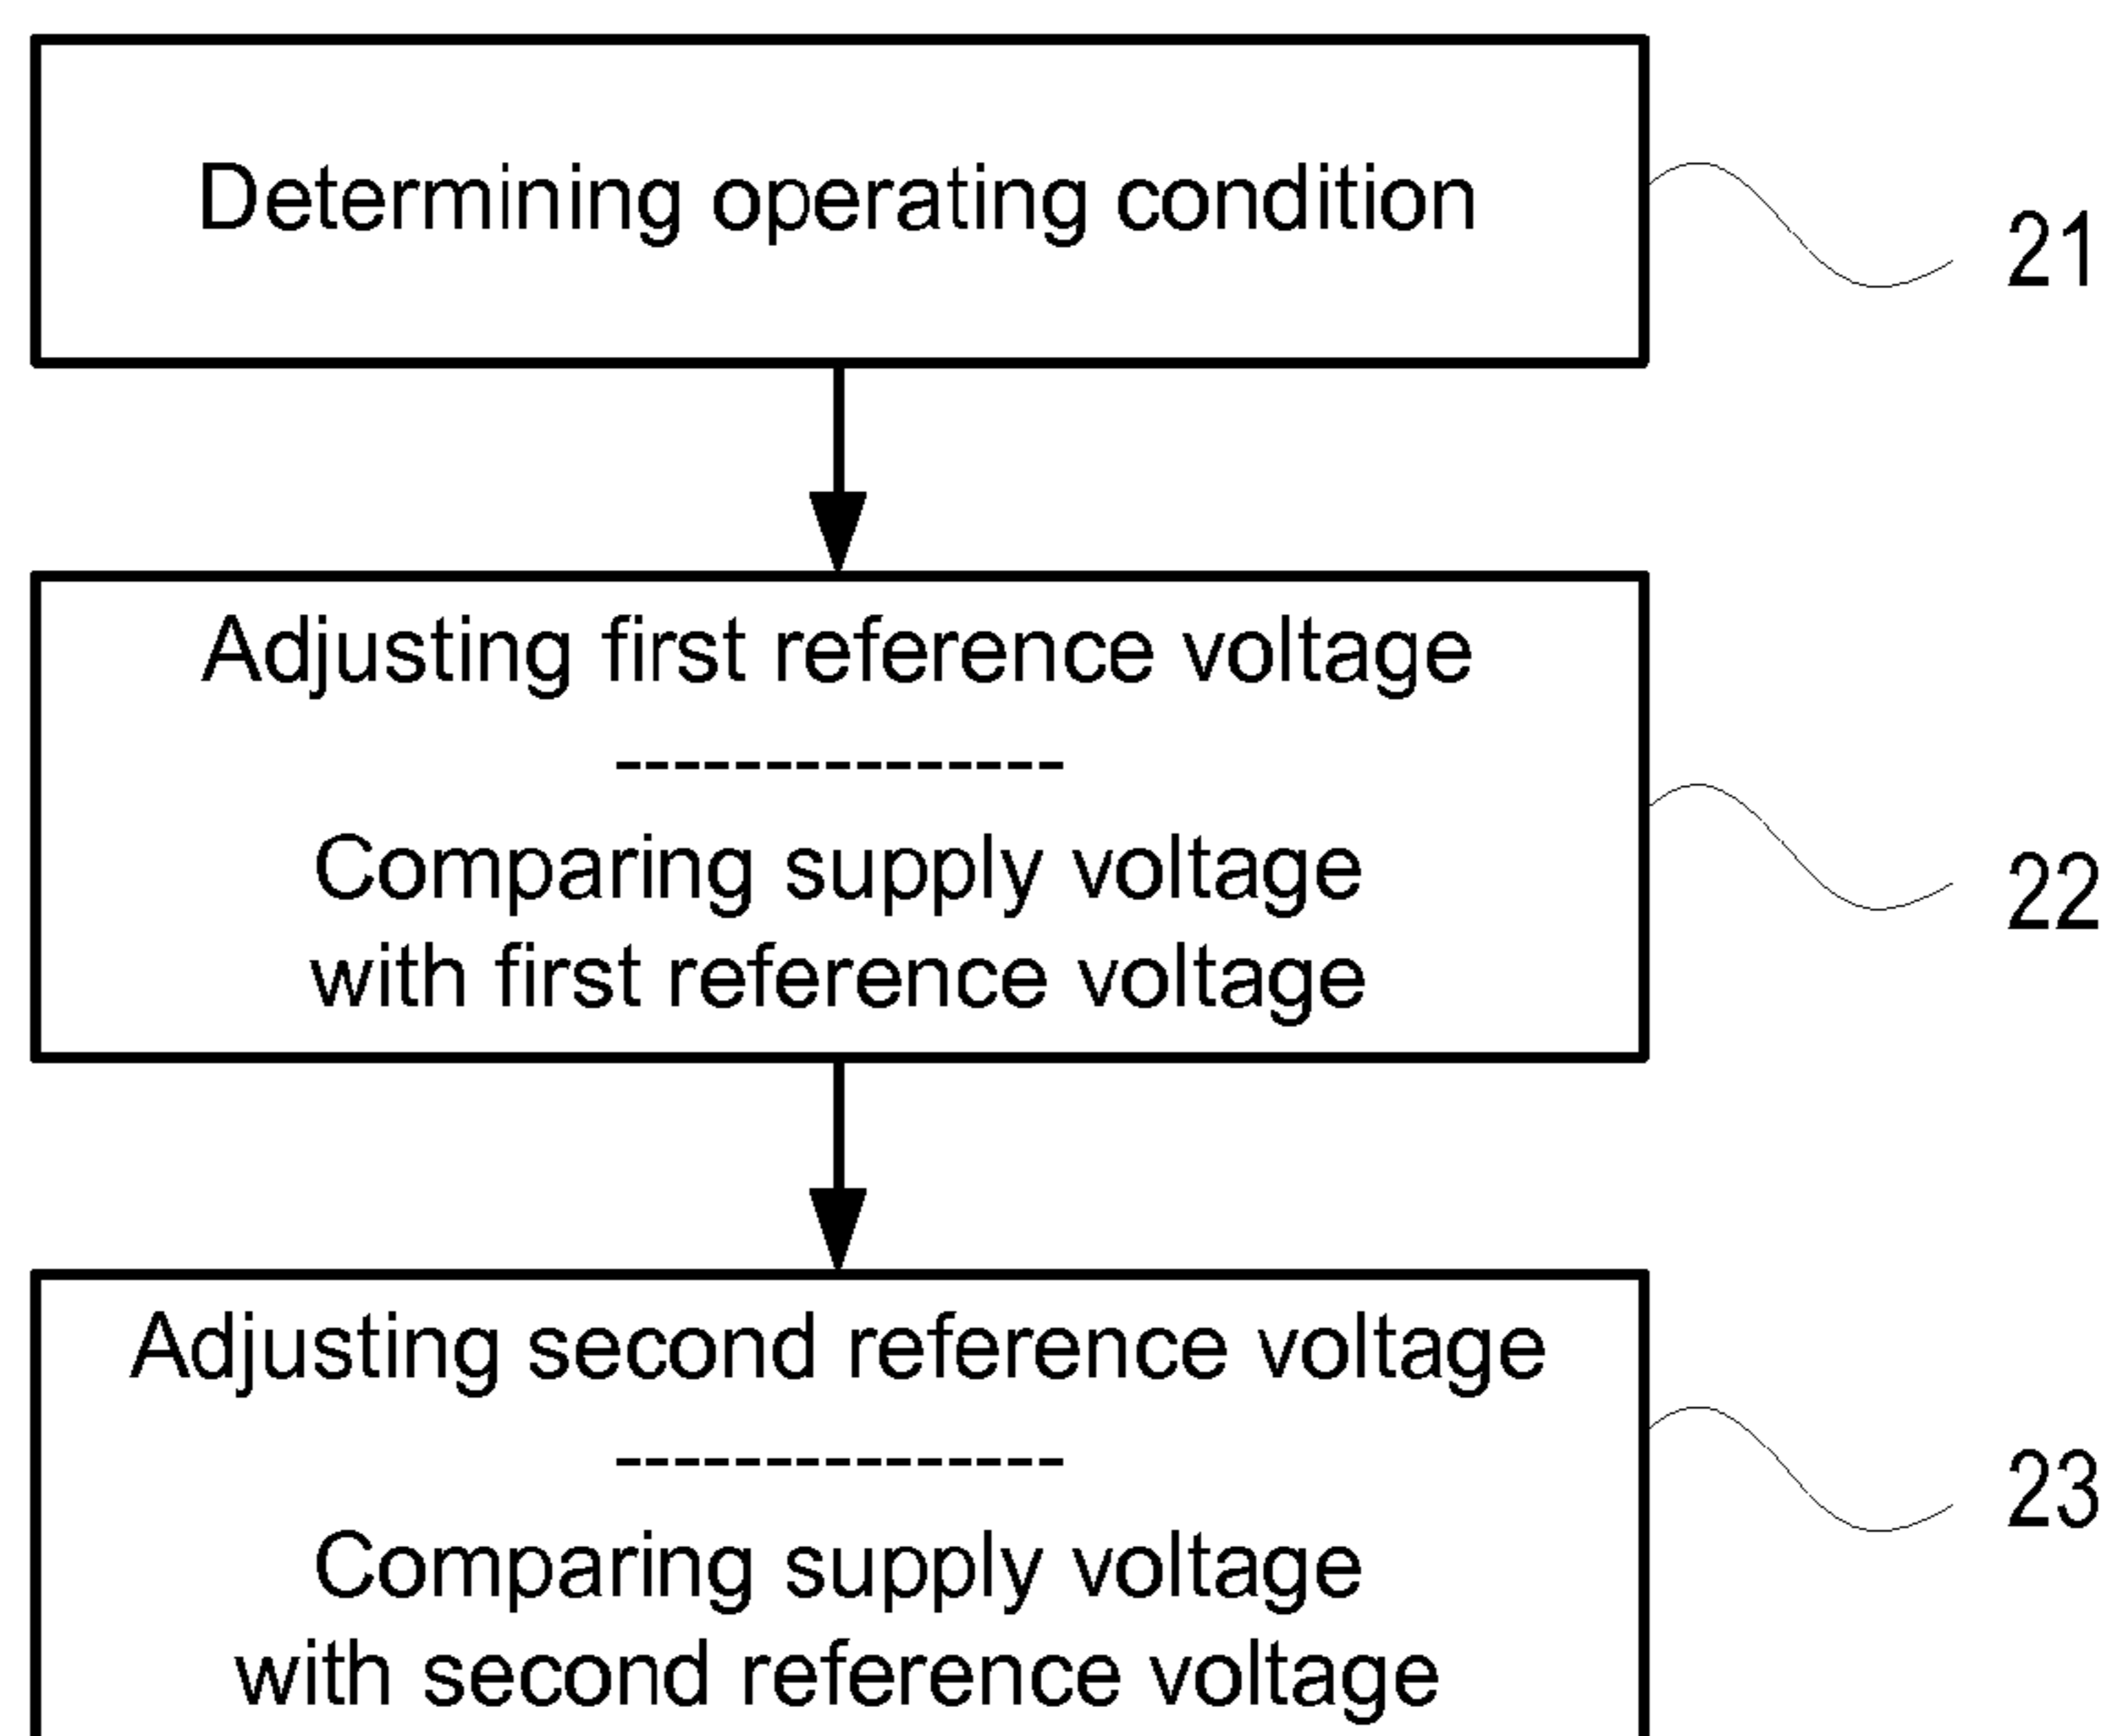 Determining operating condition
21
Adjusting first reference voltage
---------------
Comparing supply voltage
with first reference voltage
22
Adjusting second reference voltage
---------------
Comparing supply voltage
with second reference voltage
23